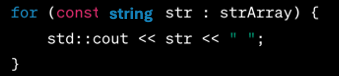 for (const string str : strArray) {
std::cout << str << " ";
}